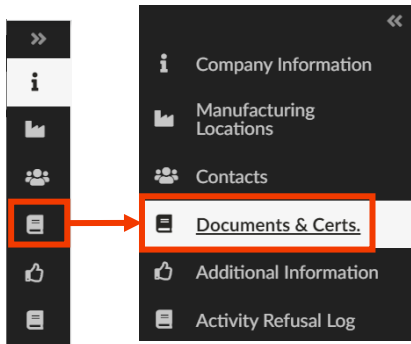 Company Information
Manufacturing
Locations
Contacts
Documents & Certs.
Additional Information
Activity Refusal Log